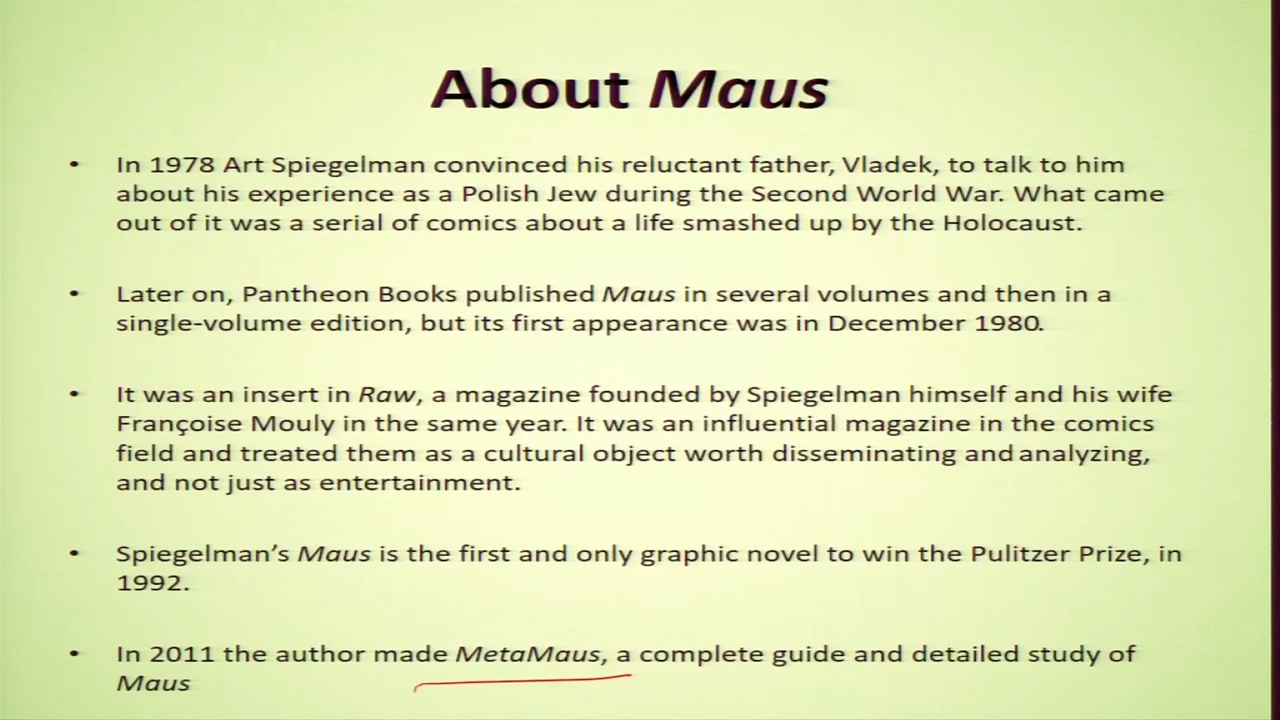 About Maus
• In 1978 Art Spiegelman convinced his reluctant father, Vladek, to talk to him
about his experience as a Polish Jew during the Second World War. What came
out of it was a serial of comics about a life smashed up by the Holocaust.
• Later on, Pantheon Books published Maus in several volumes and then in a
single-volume edition, but its first appearance was in December 1980.
• It was an insert in Raw, a magazine founded by Spiegelman himself and his wife
Françoise Mouly in the same year. It was an influential magazine in the comics
field and treated them as a cultural object worth disseminating and analyzing,
and not just as entertainment.
• Spiegelman’s Maus is the first and only graphic novel to win the Pulitzer Prize, in
1992.
• In 2011 the author made MetaMaus, a complete guide and detailed study of
Maus